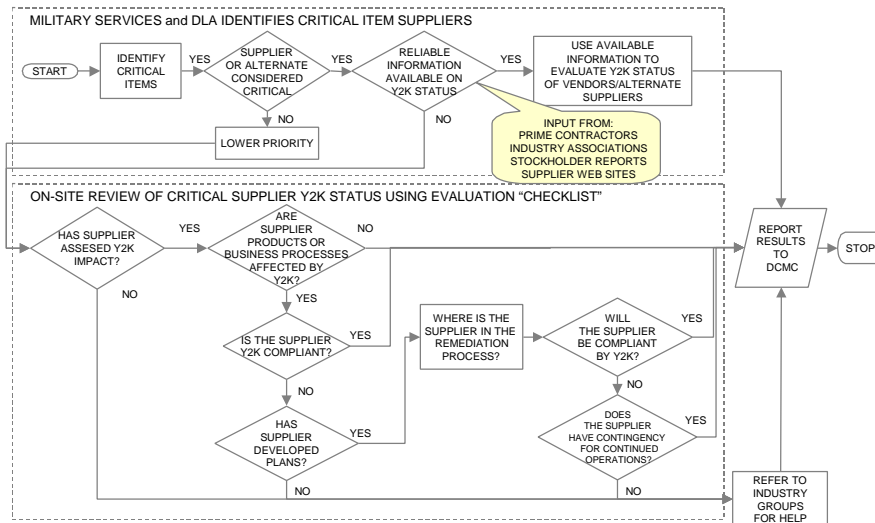 MILITARY SERVICES and DLA IDENTIFIES CRITICAL ITEM SUPPLIERS
START
IDENTIFY
CRITICAL
ITEMS
YES
SUPPLIER
OR ALTERNATE
CONSIDERED
CRITICAL
YES
RELIABLE
INFORMATION
AVAILABLE ON
Y2K STATUS
YES
USE AVAILABLE
INFORMATION TO
EVALUATE Y2K STATUS
OF VENDORS/ALTERNATE
SUPPLIERS
NO
NO
LOWER PRIORITY
INPUT FROM:
PRIME CONTRACTORS
INDUSTRY ASSOCIATIONS
STOCKHOLDER REPORTS
SUPPLIER WEB SITES
ON-SITE REVIEW OF CRITICAL SUPPLIER Y2K STATUS USING EVALUATION “CHECKLIST”
HAS SUPPLIER
ASSESED Y2K
IMPACT?
YES
NO
ARE
SUPPLIER
PRODUCTS OR
BUSINESS PROCESSES
AFFECTED BY
Y2K?
NO
YES
REPORT
RESULTS
TO
DCMC
STOP
IS THE SUPPLIER
Y2K COMPLIANT?
YES
NO
WHERE IS THE
SUPPLIER IN THE
REMEDIATION
PROCESS?
WILL
THE SUPPLIER
BE COMPLIANT
BY Y2K?
YES
NO
HAS
SUPPLIER
DEVELOPED
PLANS?
YES
NO
DOES
THE SUPPLIER
HAVE CONTINGENCY
FOR CONTINUED
OPERATIONS?
YES
NO
REFER TO
INDUSTRY
GROUPS
FOR HELP